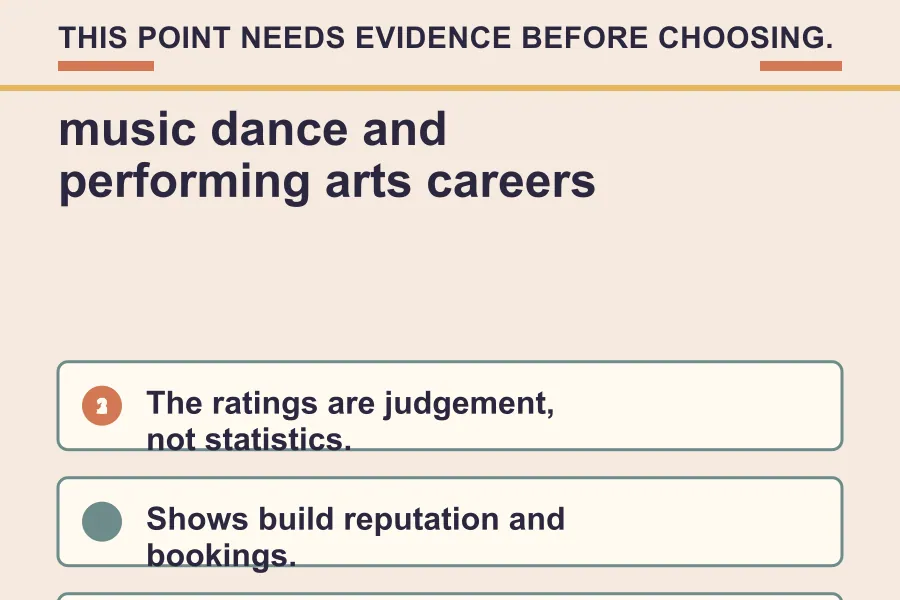 THIS POINT NEEDS EVIDENCE BEFORE CHOOSING.
music dance and
performing arts careers
The ratings are judgement,
not statistics.
Shows build reputation and
bookings.